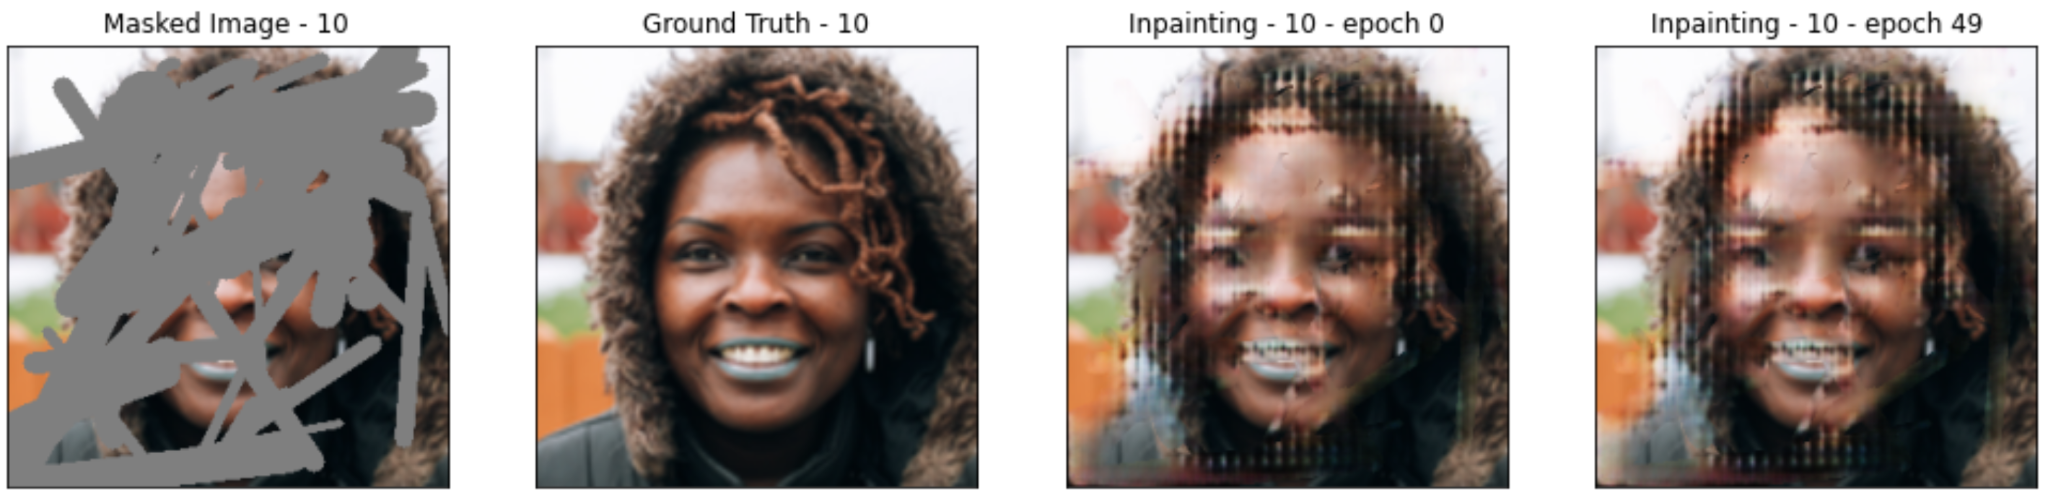 Masked Image - 10
Ground Truth - 10
Inpainting - 10 - epoch 0
Inpainting - 10 - epoch 49